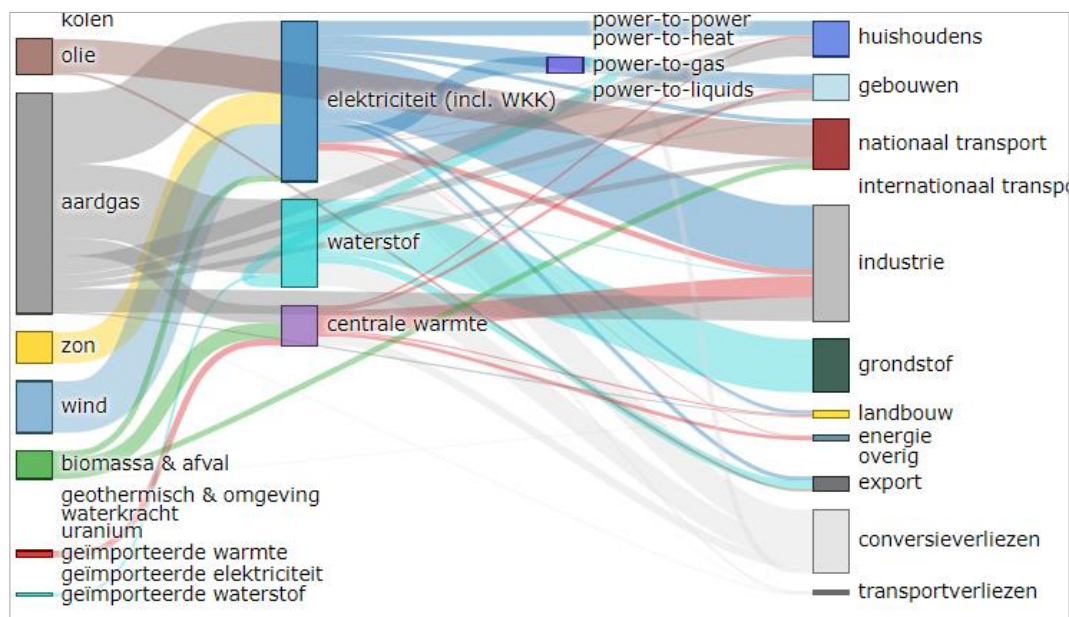 kolen
olie
aardgas
zon
wind
biomassa & afval
geothermisch & omgeving
waterkracht
uranium
geïmporteerde warmte
geïmporteerde elektriciteit
geïmporteerde waterstof
elektriciteit (incl. WKK)
waterstof
centrale warmte
power-to-power
power-to-heat
power-to-gas
power-to-liquids
huishoudens
gebouwen
nationaal transport
internationaal transpo
industrie
grondstof
landbouw
energie
overig
export
conversieverliezen
transportverliezen